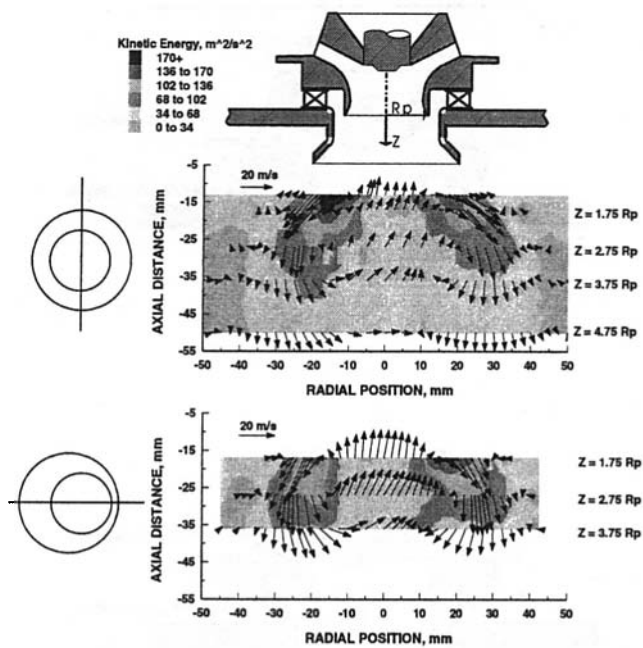 Kinetic Energy, m^2/s^2
170+
136 to 170
102 to 136
68 to 102
34 to 68
0 to 34
Rp
Z
20 m/s
-5
-15
-25
-35
-45
-55
AXIAL DISTANCE, mm
Z = 1.75 Rp
Z = 2.75 Rp
Z = 3.75 Rp
Z = 4.75 Rp
-50 -40 -30 -20 -10 0 10 20 30 40 50
RADIAL POSITION, mm
20 m/s
-5
-15
-25
-35
-45
-55
AXIAL DISTANCE, mm
Z = 1.75 Rp
Z = 2.75 Rp
Z = 3.75 Rp
-50 -40 -30 -20 -10 0 10 20 30 40 50
RADIAL POSITION, mm